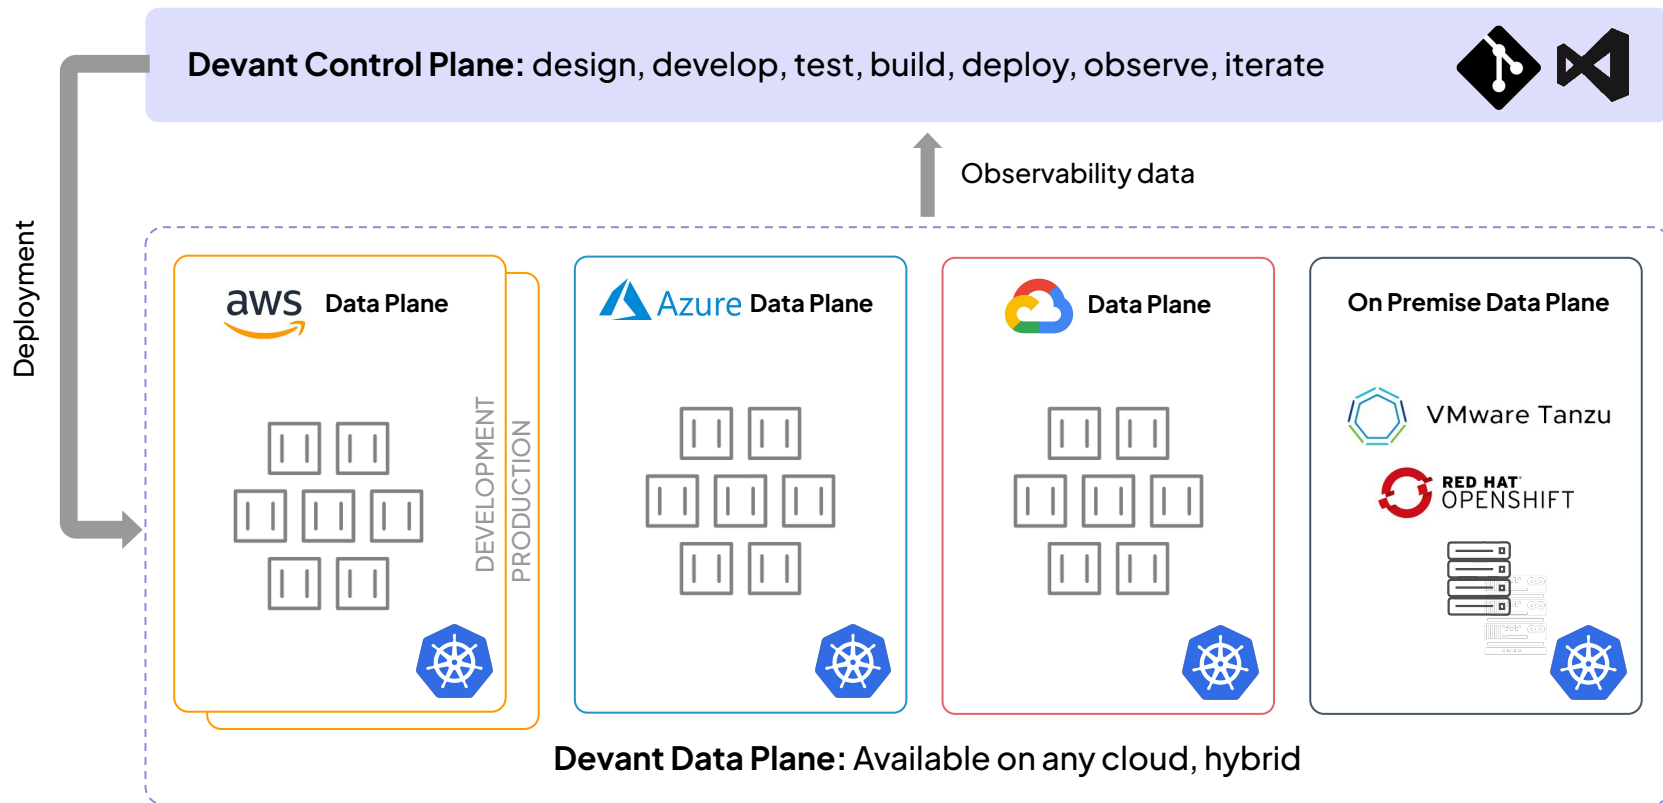 Devant Control Plane: design, develop, test, build, deploy, observe, iterate
Observability data
Deployment
aws Data Plane
Azure Data Plane
Data Plane
On Premise Data Plane
DEVELOPMENT
PRODUCTION
VMware Tanzu
RED HAT
OPENSHIFT
Devant Data Plane: Available on any cloud, hybrid